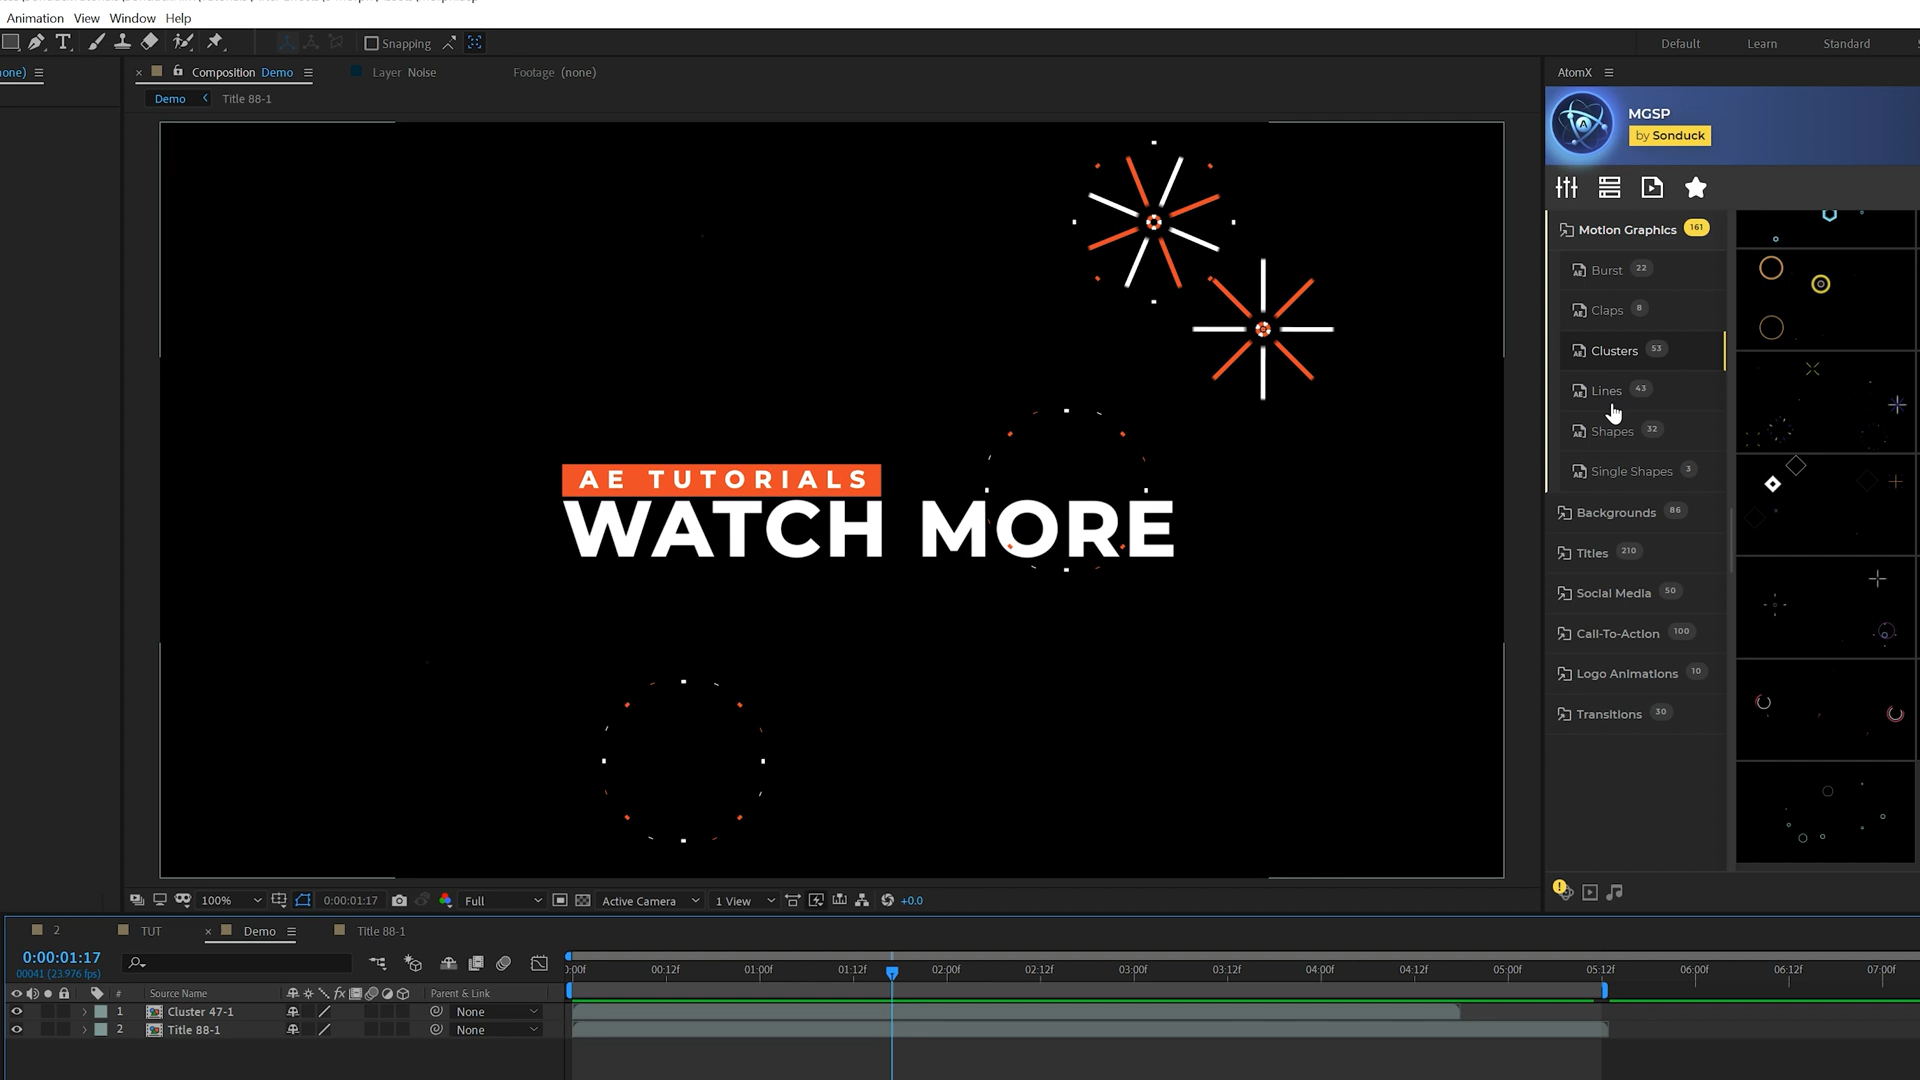 Animation View Window Help
Snapping
Default Learn Standard
Composition Demo
Layer Noise
Footage (none)
Demo
Title 88-1
AE TUTORIALS
WATCH MORE
AtomX
MGSP
by Sonduck
Motion Graphics 161
Burst 22
Claps 8
Clusters 53
Lines 43
Shapes 32
Single Shapes 3
Backgrounds 86
Titles 210
Social Media 50
Call-To-Action 100
Logo Animations 10
Transitions 30
100% 0:00:01:17 Full Active Camera 1 View +0.0
2 TUT Demo Title 88-1
0:00:01:17
00041 (23.976 fps)
00:12f 01:00f 01:12f 02:00f 02:12f 03:00f 03:12f 04:00f 04:12f 05:00f 05:12f 06:00f 06:12f 07:00f
# Source Name Parent & Link
1 Cluster 47-1 None
2 Title 88-1 None